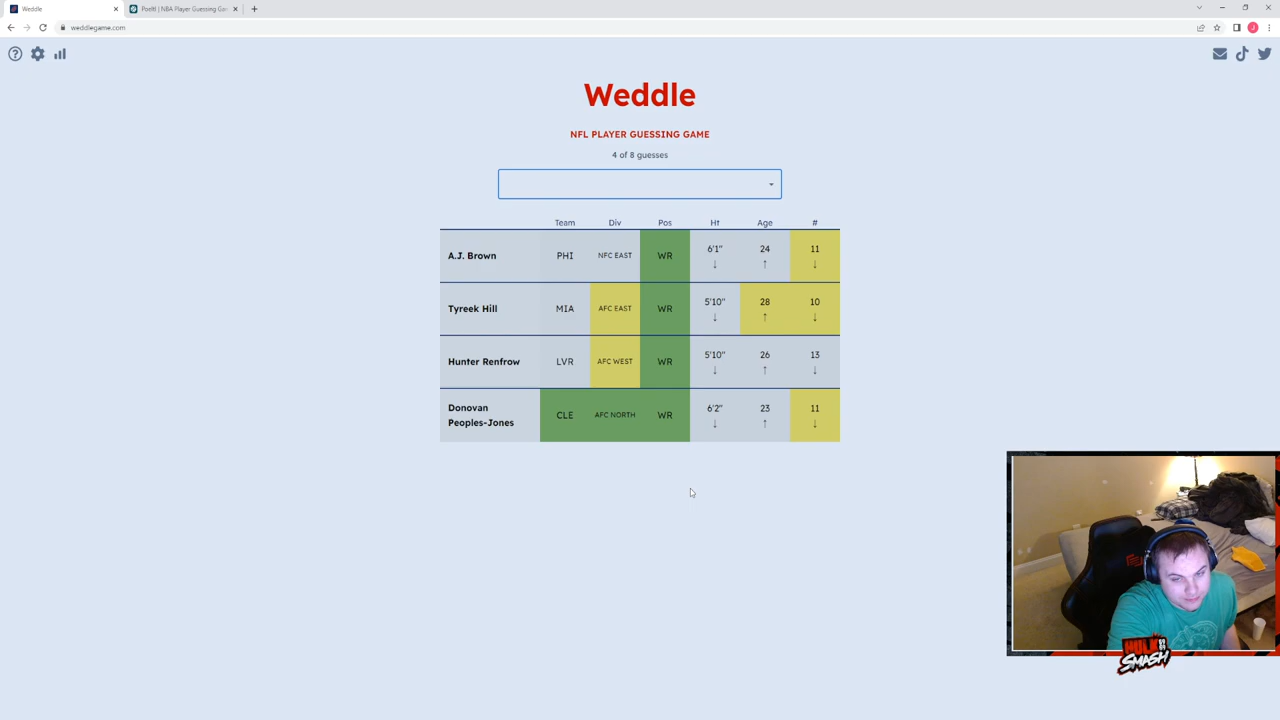 Weddle
Poeltl | NBA Player Guessing Ga
weddlegame.com
J
Weddle
NFL PLAYER GUESSING GAME
4 of 8 guesses
Team Div Pos Ht Age #
A.J. Brown PHI NFC EAST WR 6'1" 24 11
↓ ↑ ↓
Tyreek Hill MIA AFC EAST WR 5'10" 28 10
↓ ↑ ↓
Hunter Renfrow LVR AFC WEST WR 5'10" 26 13
↓ ↑ ↓
Donovan Peoples-Jones CLE AFC NORTH WR 6'2" 23 11
↓ ↑ ↓
HULK
SMASH